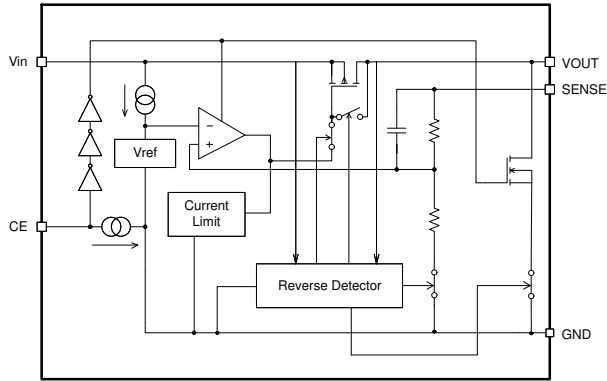 Vin
VOUT
SENSE
−
+
Vref
Current
Limit
CE
Reverse Detector
GND